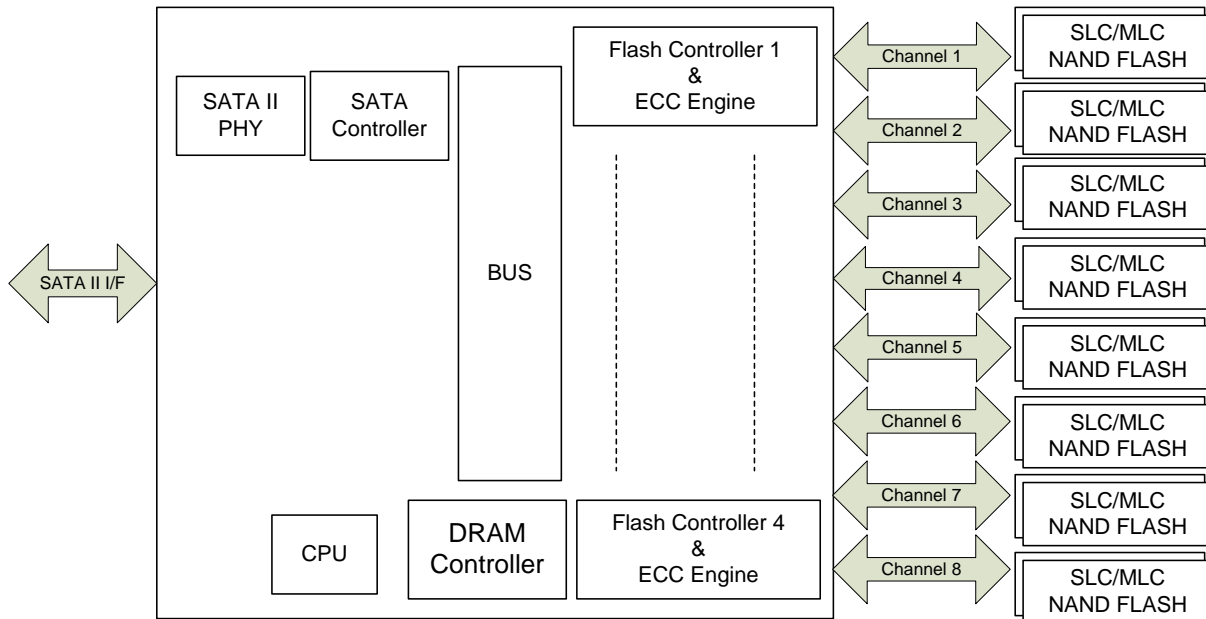 SATA II I/F
SATA II
PHY
SATA
Controller
BUS
CPU
DRAM
Controller
Flash Controller 1
&
ECC Engine
Flash Controller 4
&
ECC Engine
Channel 1
Channel 2
Channel 3
Channel 4
Channel 5
Channel 6
Channel 7
Channel 8
SLC/MLC
NAND FLASH
SLC/MLC
NAND FLASH
SLC/MLC
NAND FLASH
SLC/MLC
NAND FLASH
SLC/MLC
NAND FLASH
SLC/MLC
NAND FLASH
SLC/MLC
NAND FLASH
SLC/MLC
NAND FLASH